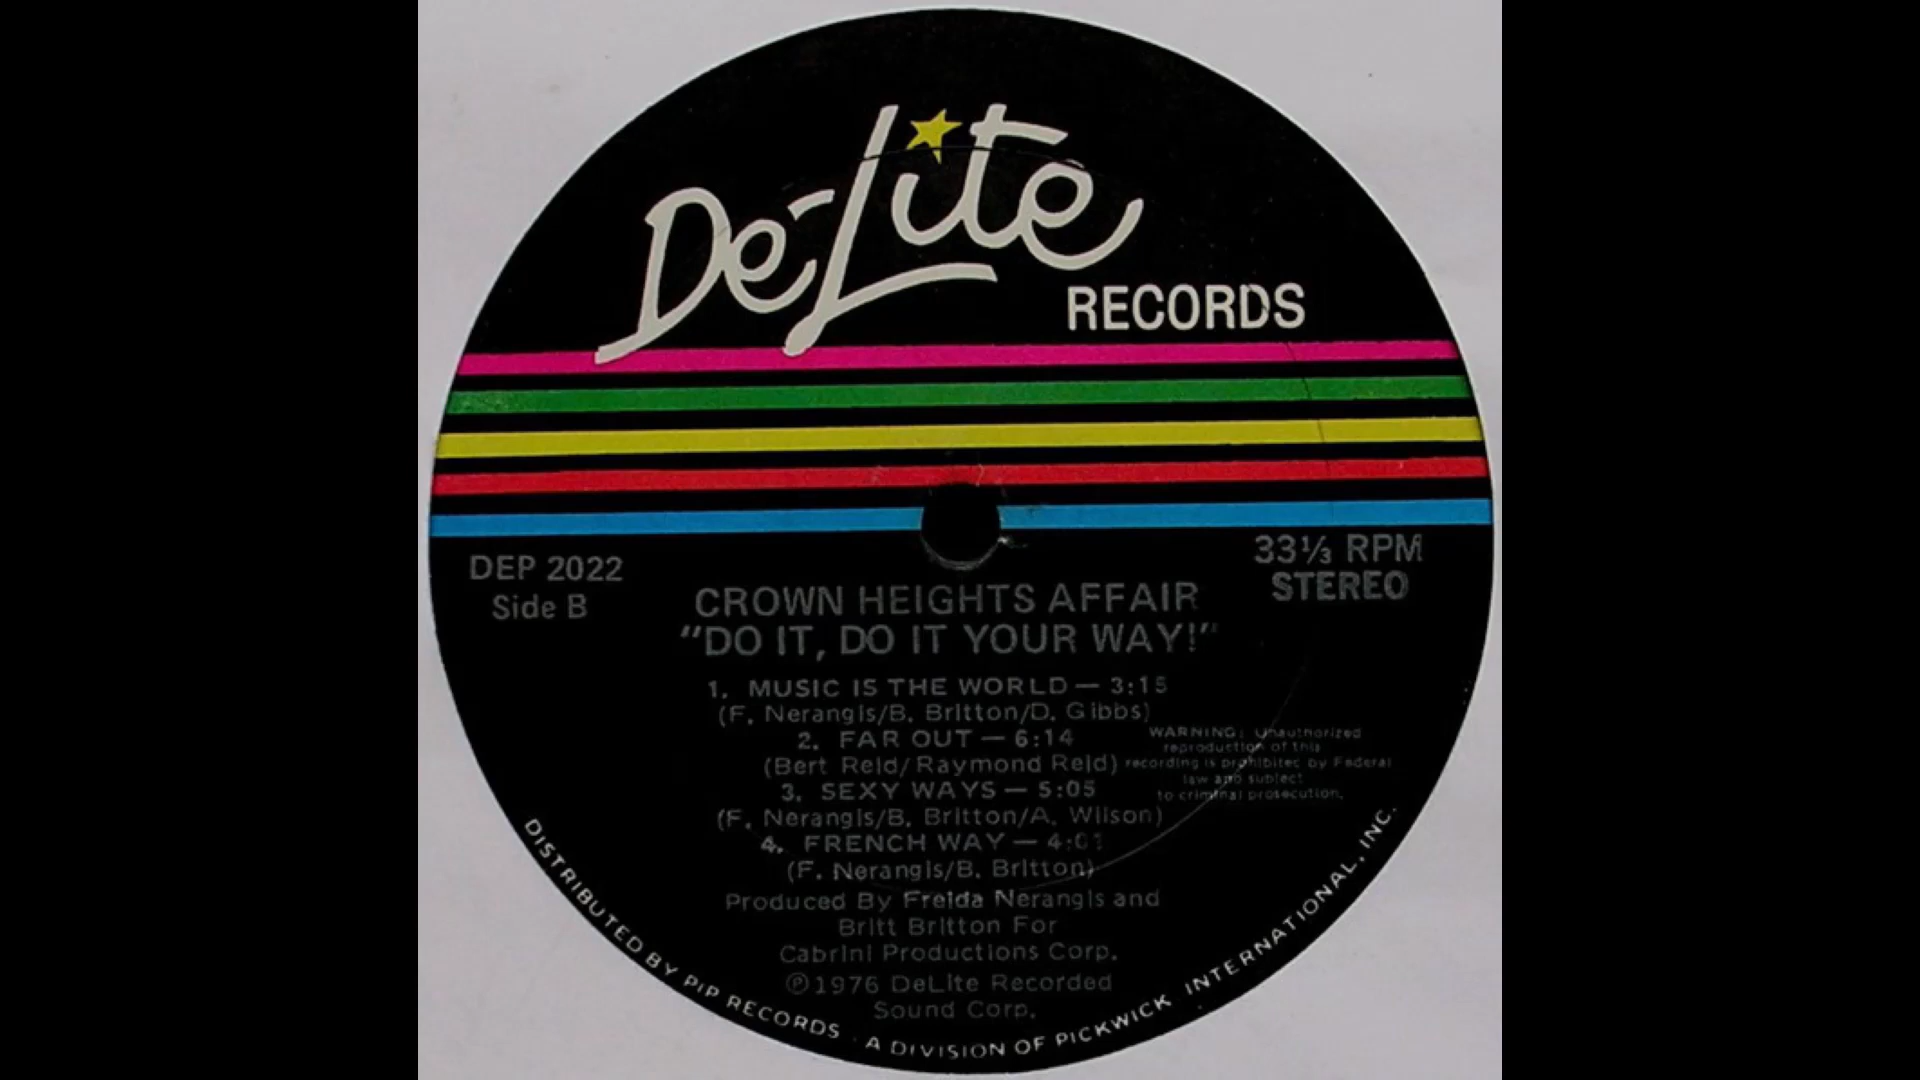 De-Lite
RECORDS
DEP 2022
Side B
33⅓ RPM
STEREO
CROWN HEIGHTS AFFAIR
"DO IT, DO IT YOUR WAY!"
1. MUSIC IS THE WORLD — 3:15
(F. Nerangis/B. Britton/D. Gibbs)
2. FAR OUT — 6:14
(Bert Reid/Raymond Reid)
3. SEXY WAYS — 5:05
(F. Nerangis/B. Britton/A. Wilson)
4. FRENCH WAY — 4:01
(F. Nerangis/B. Britton)
Produced By Freida Nerangis and
Britt Britton For
Cabrini Productions Corp.
℗1976 DeLite Recorded
Sound Corp.
WARNING: Unauthorized
reproduction of this
recording is prohibited by Federal
law and subject
to criminal prosecution.
DISTRIBUTED BY PIP RECORDS · A DIVISION OF PICKWICK INTERNATIONAL, INC.